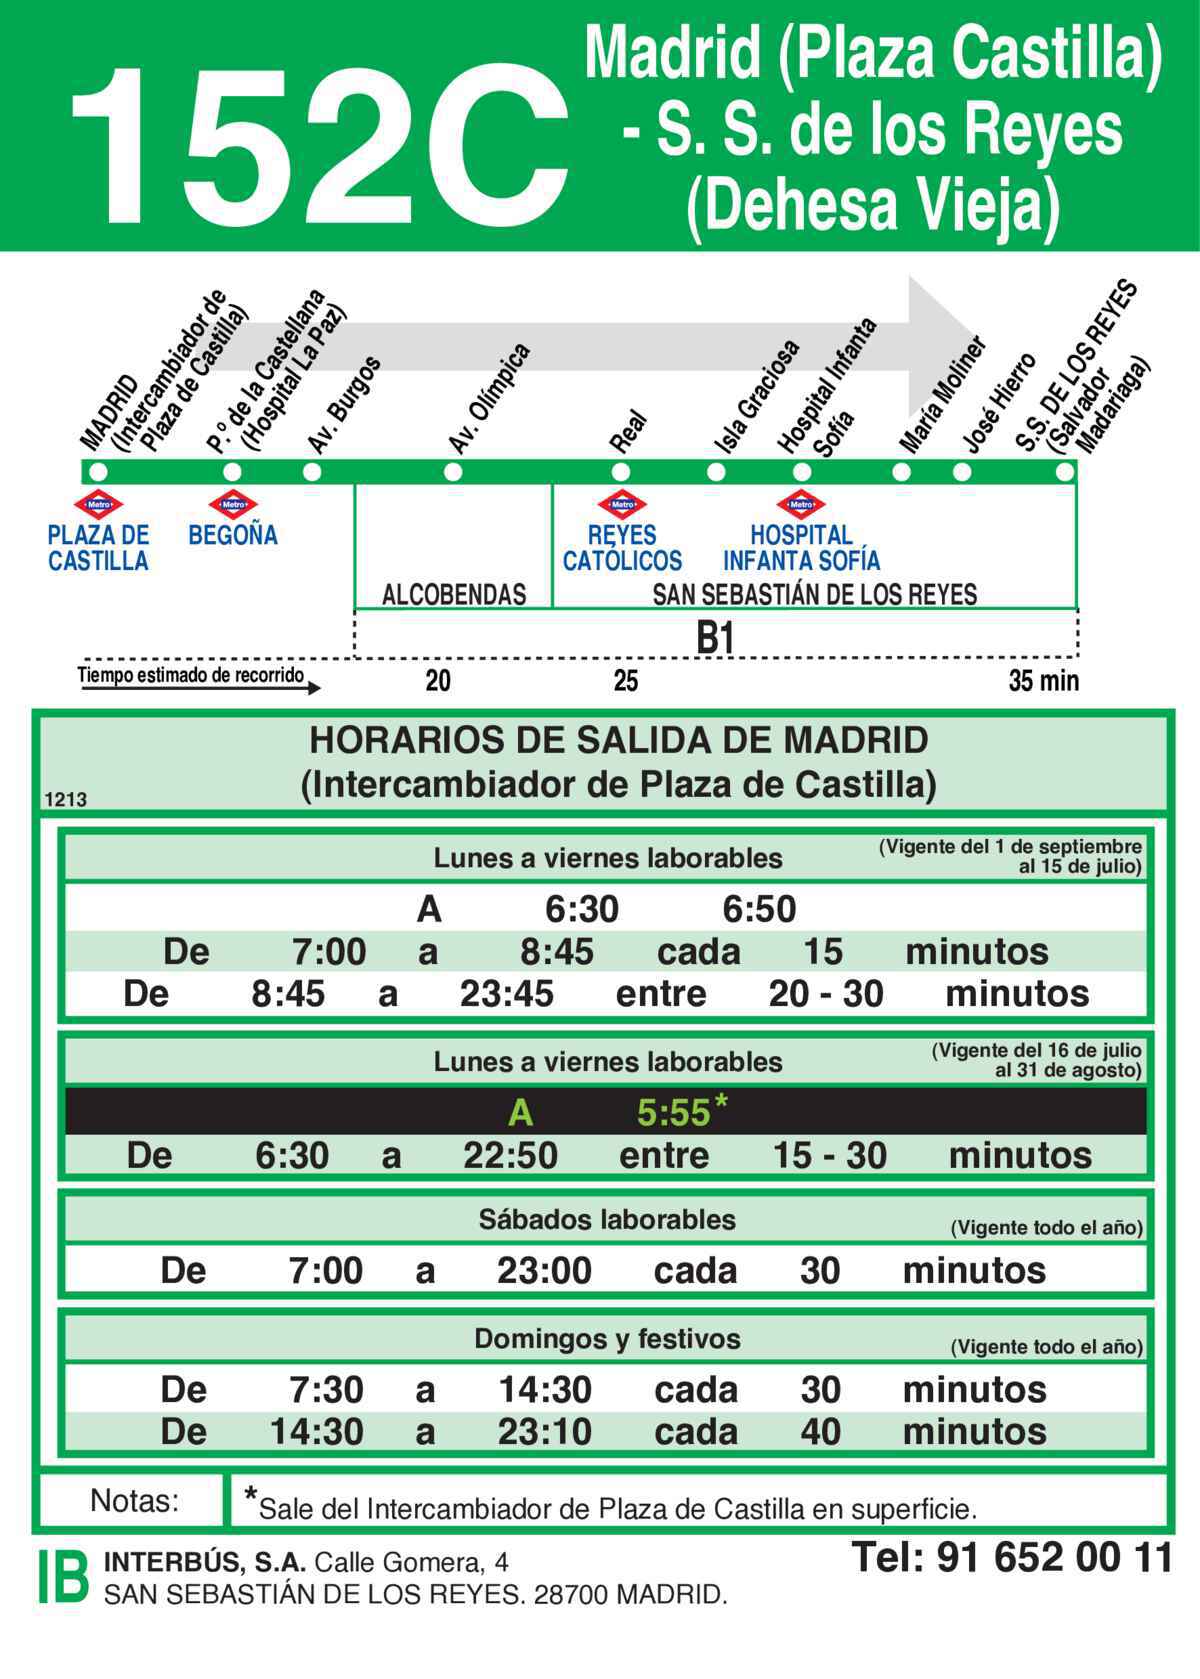 152C
Madrid (Plaza Castilla)
- S. S. de los Reyes
(Dehesa Vieja)
MADRID
(Intercambiador de
Plaza de Castilla)
P.º de la Castellana
(Hospital La Paz)
Av. Burgos
Av. Olímpica
Real
Isla Graciosa
Hospital Infanta
Sofía
María Moliner
José Hierro
S.S. DE LOS REYES
(Salvador
Madariaga)
Metro
Metro
Metro
Metro
PLAZA DE
CASTILLA
BEGOÑA
REYES
CATÓLICOS
HOSPITAL
INFANTA SOFÍA
ALCOBENDAS
SAN SEBASTIÁN DE LOS REYES
B1
Tiempo estimado de recorrido
20
25
35 min
HORARIOS DE SALIDA DE MADRID
(Intercambiador de Plaza de Castilla)
1213
Lunes a viernes laborables
(Vigente del 1 de septiembre
al 15 de julio)
A 6:30 6:50
De 7:00 a 8:45 cada 15 minutos
De 8:45 a 23:45 entre 20 - 30 minutos
Lunes a viernes laborables
(Vigente del 16 de julio
al 31 de agosto)
A 5:55*
De 6:30 a 22:50 entre 15 - 30 minutos
Sábados laborables
(Vigente todo el año)
De 7:00 a 23:00 cada 30 minutos
Domingos y festivos
(Vigente todo el año)
De 7:30 a 14:30 cada 30 minutos
De 14:30 a 23:10 cada 40 minutos
Notas:
*Sale del Intercambiador de Plaza de Castilla en superficie.
IB
INTERBÚS, S.A. Calle Gomera, 4
SAN SEBASTIÁN DE LOS REYES. 28700 MADRID.
Tel: 91 652 00 11